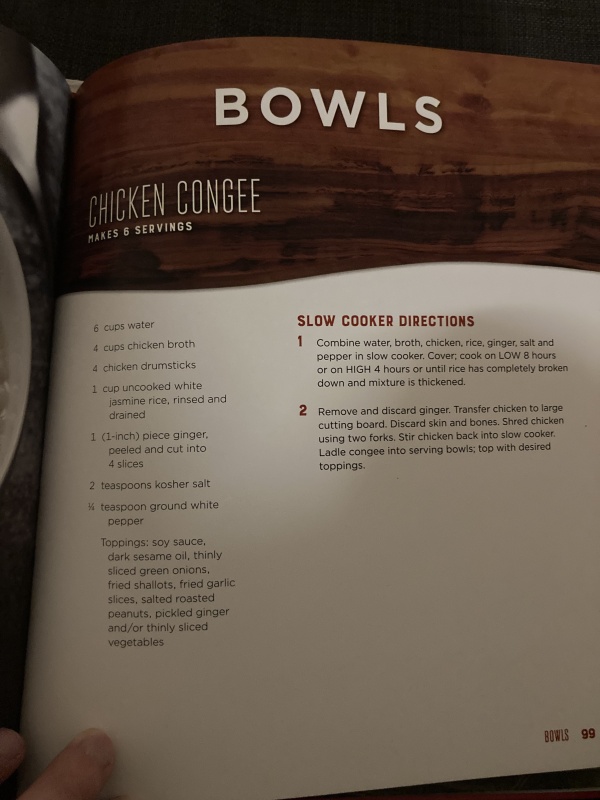 BOWLS
CHICKEN CONGEE
MAKES 6 SERVINGS
6 cups water
4 cups chicken broth
4 chicken drumsticks
1 cup uncooked white
jasmine rice, rinsed and
drained
1 (1-inch) piece ginger,
peeled and cut into
4 slices
2 teaspoons kosher salt
¼ teaspoon ground white
pepper
Toppings: soy sauce,
dark sesame oil, thinly
sliced green onions,
fried shallots, fried garlic
slices, salted roasted
peanuts, pickled ginger
and/or thinly sliced
vegetables
SLOW COOKER DIRECTIONS
1 Combine water, broth, chicken, rice, ginger, salt and
pepper in slow cooker. Cover; cook on LOW 8 hours
or on HIGH 4 hours or until rice has completely broken
down and mixture is thickened.
2 Remove and discard ginger. Transfer chicken to large
cutting board. Discard skin and bones. Shred chicken
using two forks. Stir chicken back into slow cooker.
Ladle congee into serving bowls; top with desired
toppings.
BOWLS 99